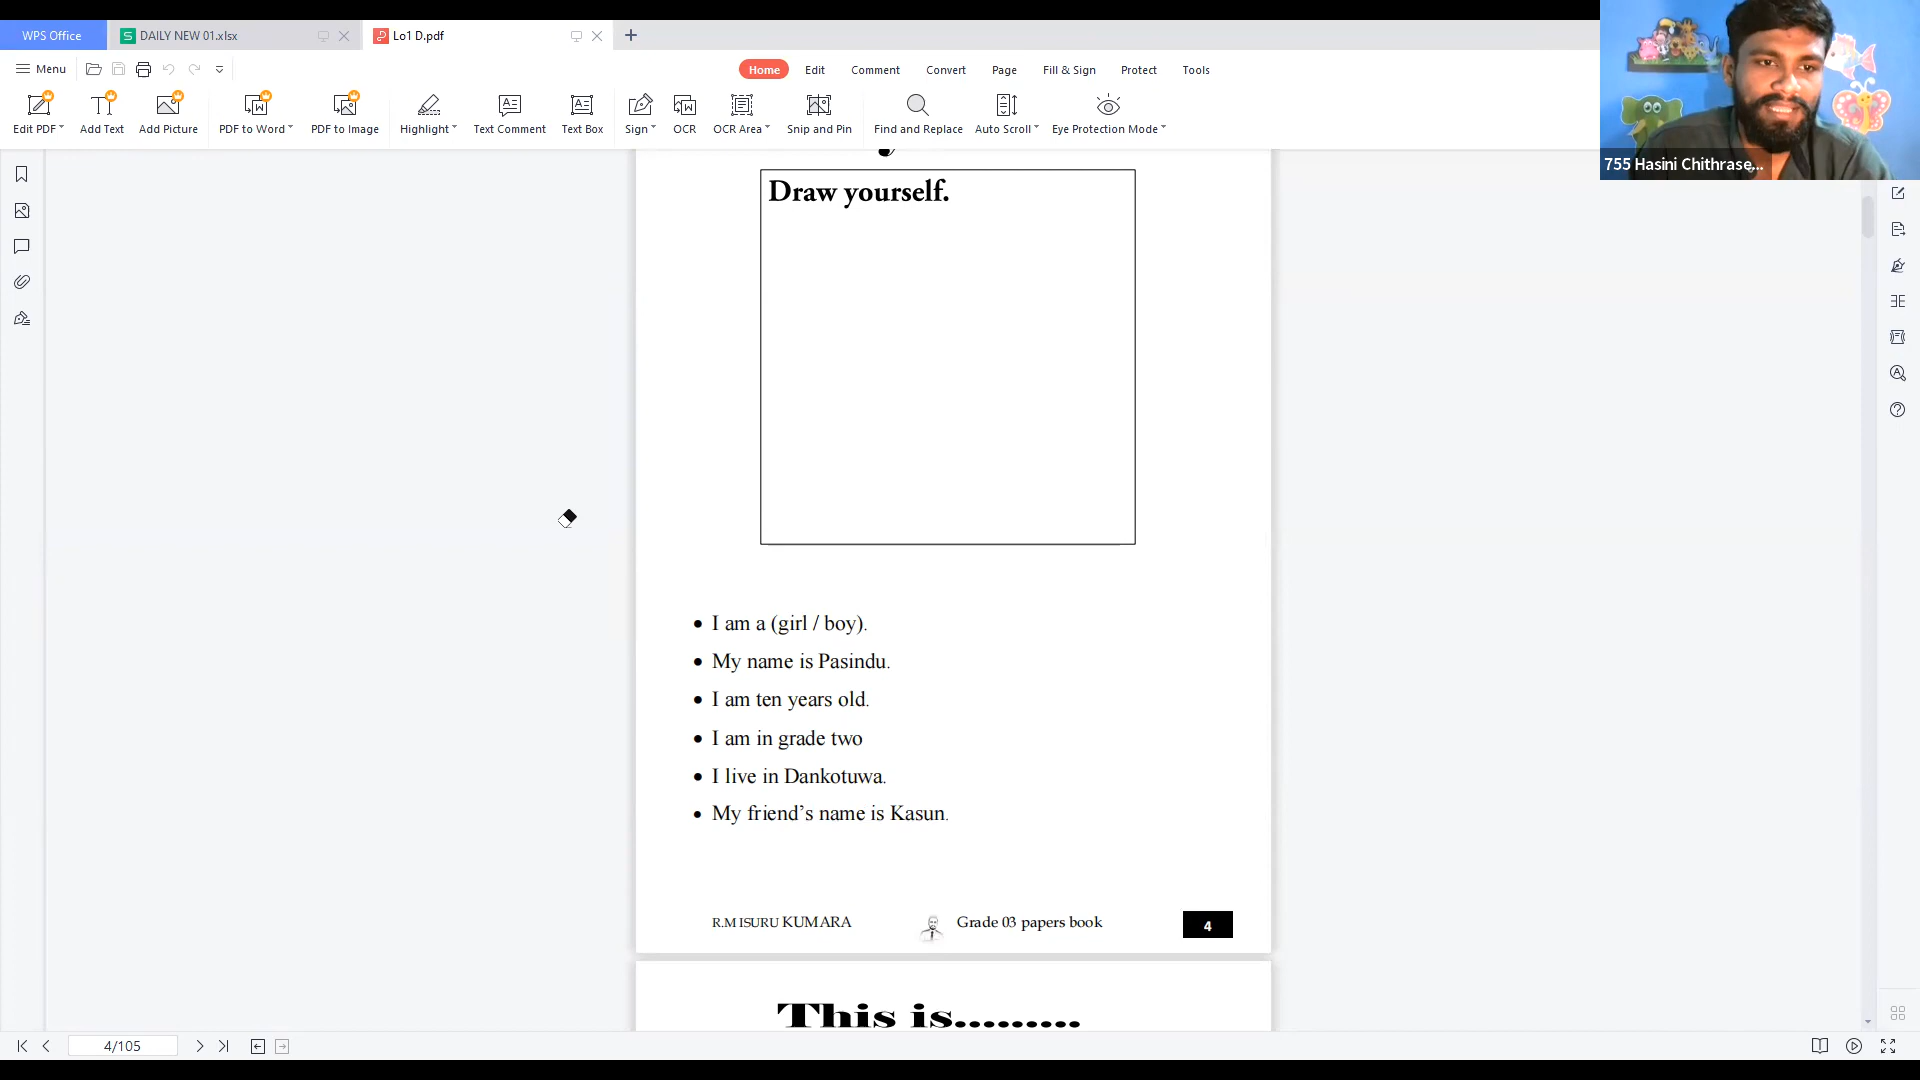 WPS Office
DAILY NEW 01.xlsx
Lo1 D.pdf
Menu
Home
Edit
Comment
Convert
Page
Fill & Sign
Protect
Tools
Edit PDF
Add Text
Add Picture
PDF to Word
PDF to Image
Highlight
Text Comment
Text Box
Sign
OCR
OCR Area
Snip and Pin
Find and Replace
Auto Scroll
Eye Protection Mode
755 Hasini Chithrase...
Draw yourself.
• I am a (girl / boy).
• My name is Pasindu.
• I am ten years old.
• I am in grade two
• I live in Dankotuwa.
• My friend’s name is Kasun.
R.M ISURU KUMARA
Grade 03 papers book
4
This is.........
4/105